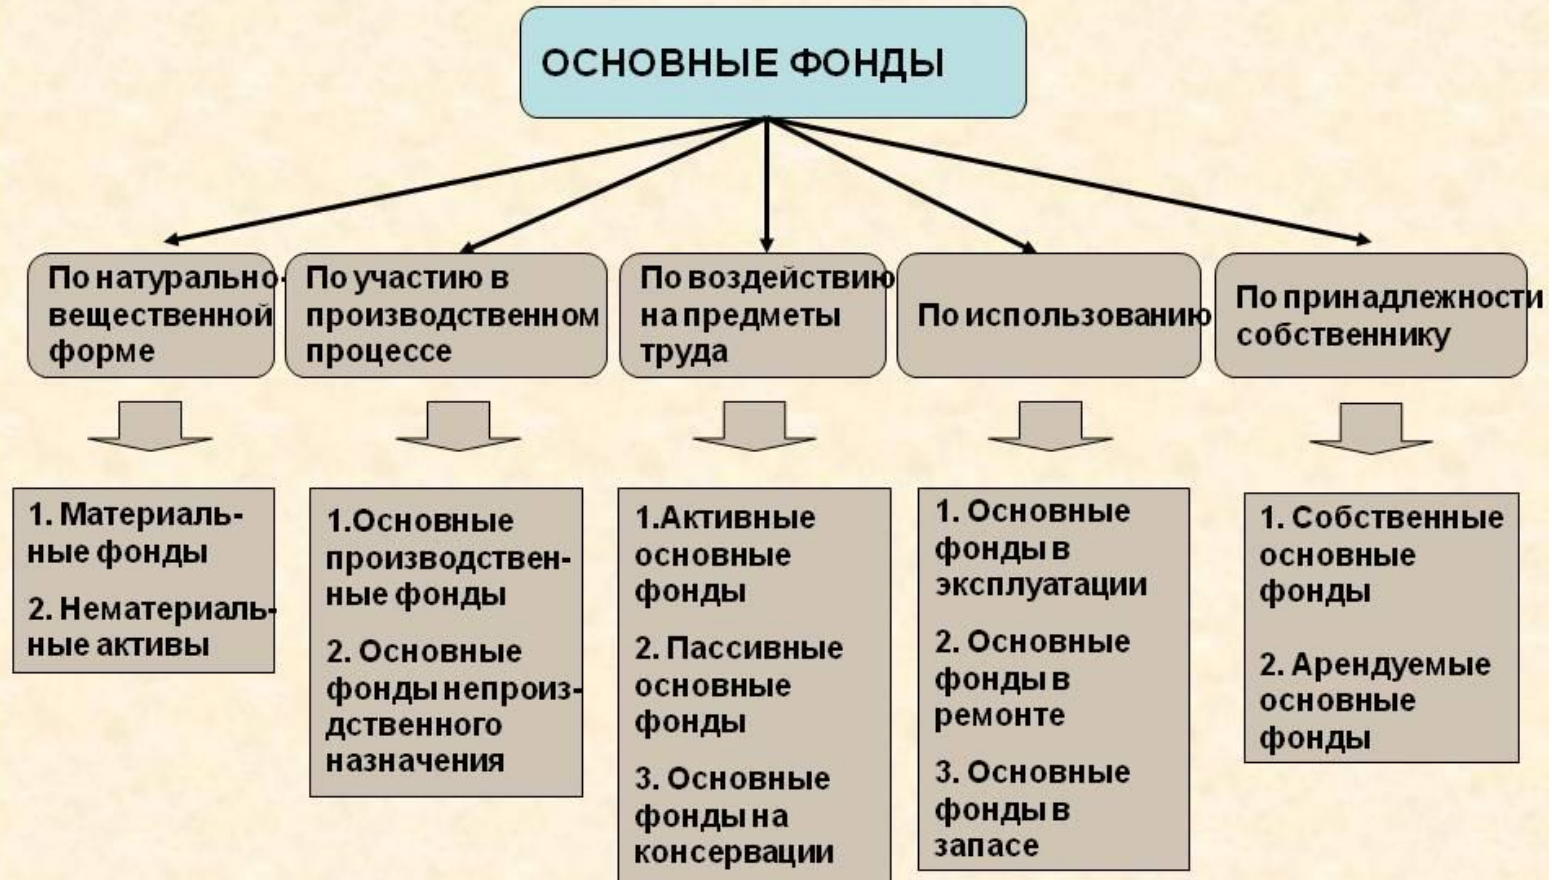 ОСНОВНЫЕ ФОНДЫ
По натурально-
вещественной
форме
По участию в
производственном
процессе
По воздействию
на предметы
труда
По использованию
По принадлежности
собственнику
1. Материаль-
ные фонды
2. Нематериаль-
ные активы
1.Основные
производствен-
ные фонды
2. Основные
фонды непроиз-
дственного
назначения
1.Активные
основные
фонды
2. Пассивные
основные
фонды
3. Основные
фонды на
консервации
1. Основные
фонды в
эксплуатации
2. Основные
фонды в
ремонте
3. Основные
фонды в
запасе
1. Собственные
основные
фонды
2. Арендуемые
основные
фонды